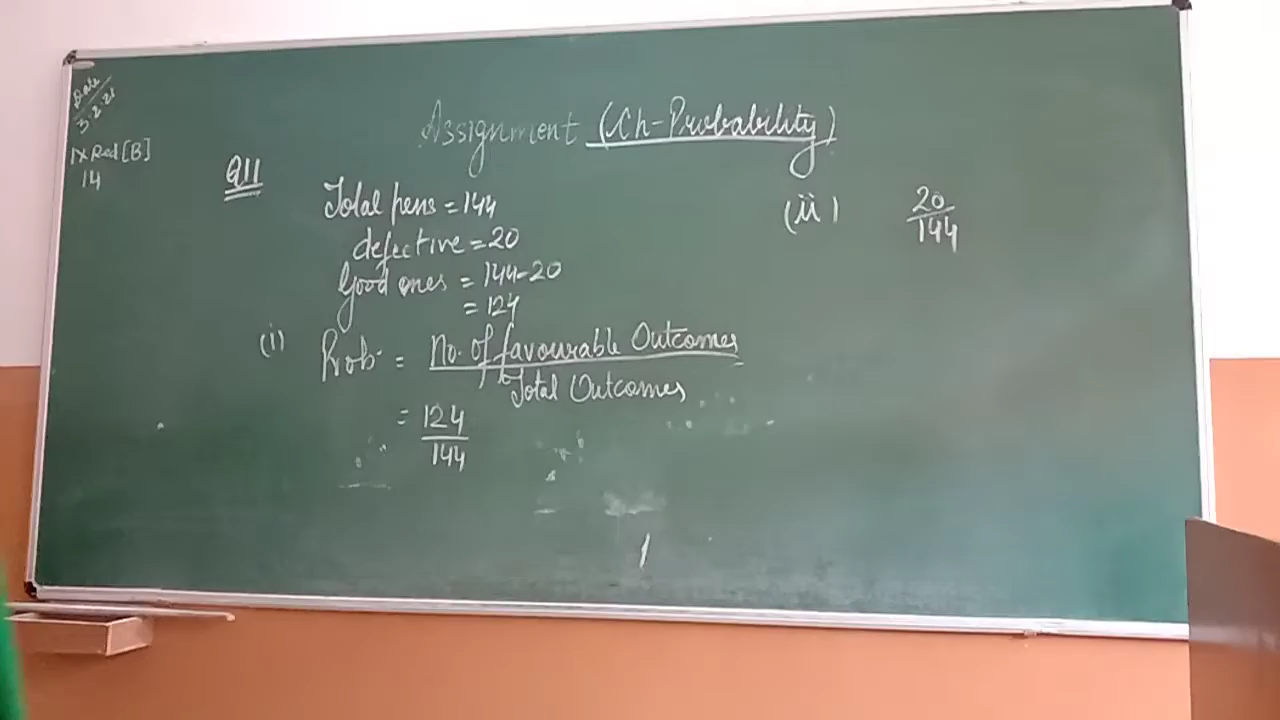 Date
3.2.21
IX Red [B]
14
Assignment (Ch-Probability)
Q11
Total pens = 144
defective = 20
Good ones = 144-20
= 124
(i) Prob. = No. of favourable Outcomes
Total Outcomes
= 124
144
(ii) 20
144